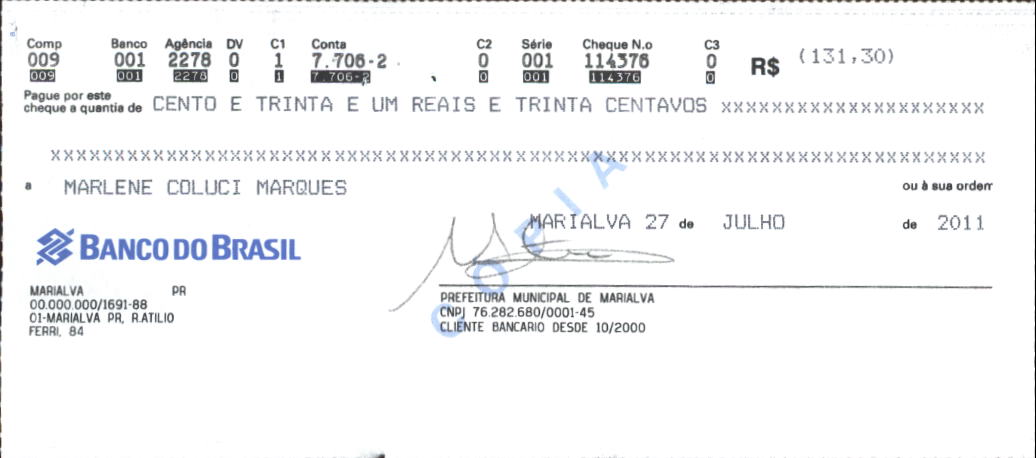 Comp Banco Agência DV C1 Conta C2 Série Cheque N.o C3
009 001 2278 0 1 7.706-2 0 001 114376 0 R$ (131,30)
009 001 2278 0 1 7.706-2 0 001 114376 0
Pague por este
cheque a quantia de CENTO E TRINTA E UM REAIS E TRINTA CENTAVOS xxxxxxxxxxxxxxxxxxxxx
xxxxxxxxxxxxxxxxxxxxxxxxxxxxxxxxxxxxxxxxxxxxxxxxxxxxxxxxxxxxxxxxxxxxxxxxx
a MARLENE COLUCI MARQUES ou à sua ordem
MARIALVA 27 de JULHO de 2011
BANCO DO BRASIL
COPIA
MARIALVA PR
00.000.000/1691-88
01-MARIALVA PR, R.ATILIO
FERRI, 84
PREFEITURA MUNICIPAL DE MARIALVA
CNPJ 76.282.680/0001-45
CLIENTE BANCARIO DESDE 10/2000